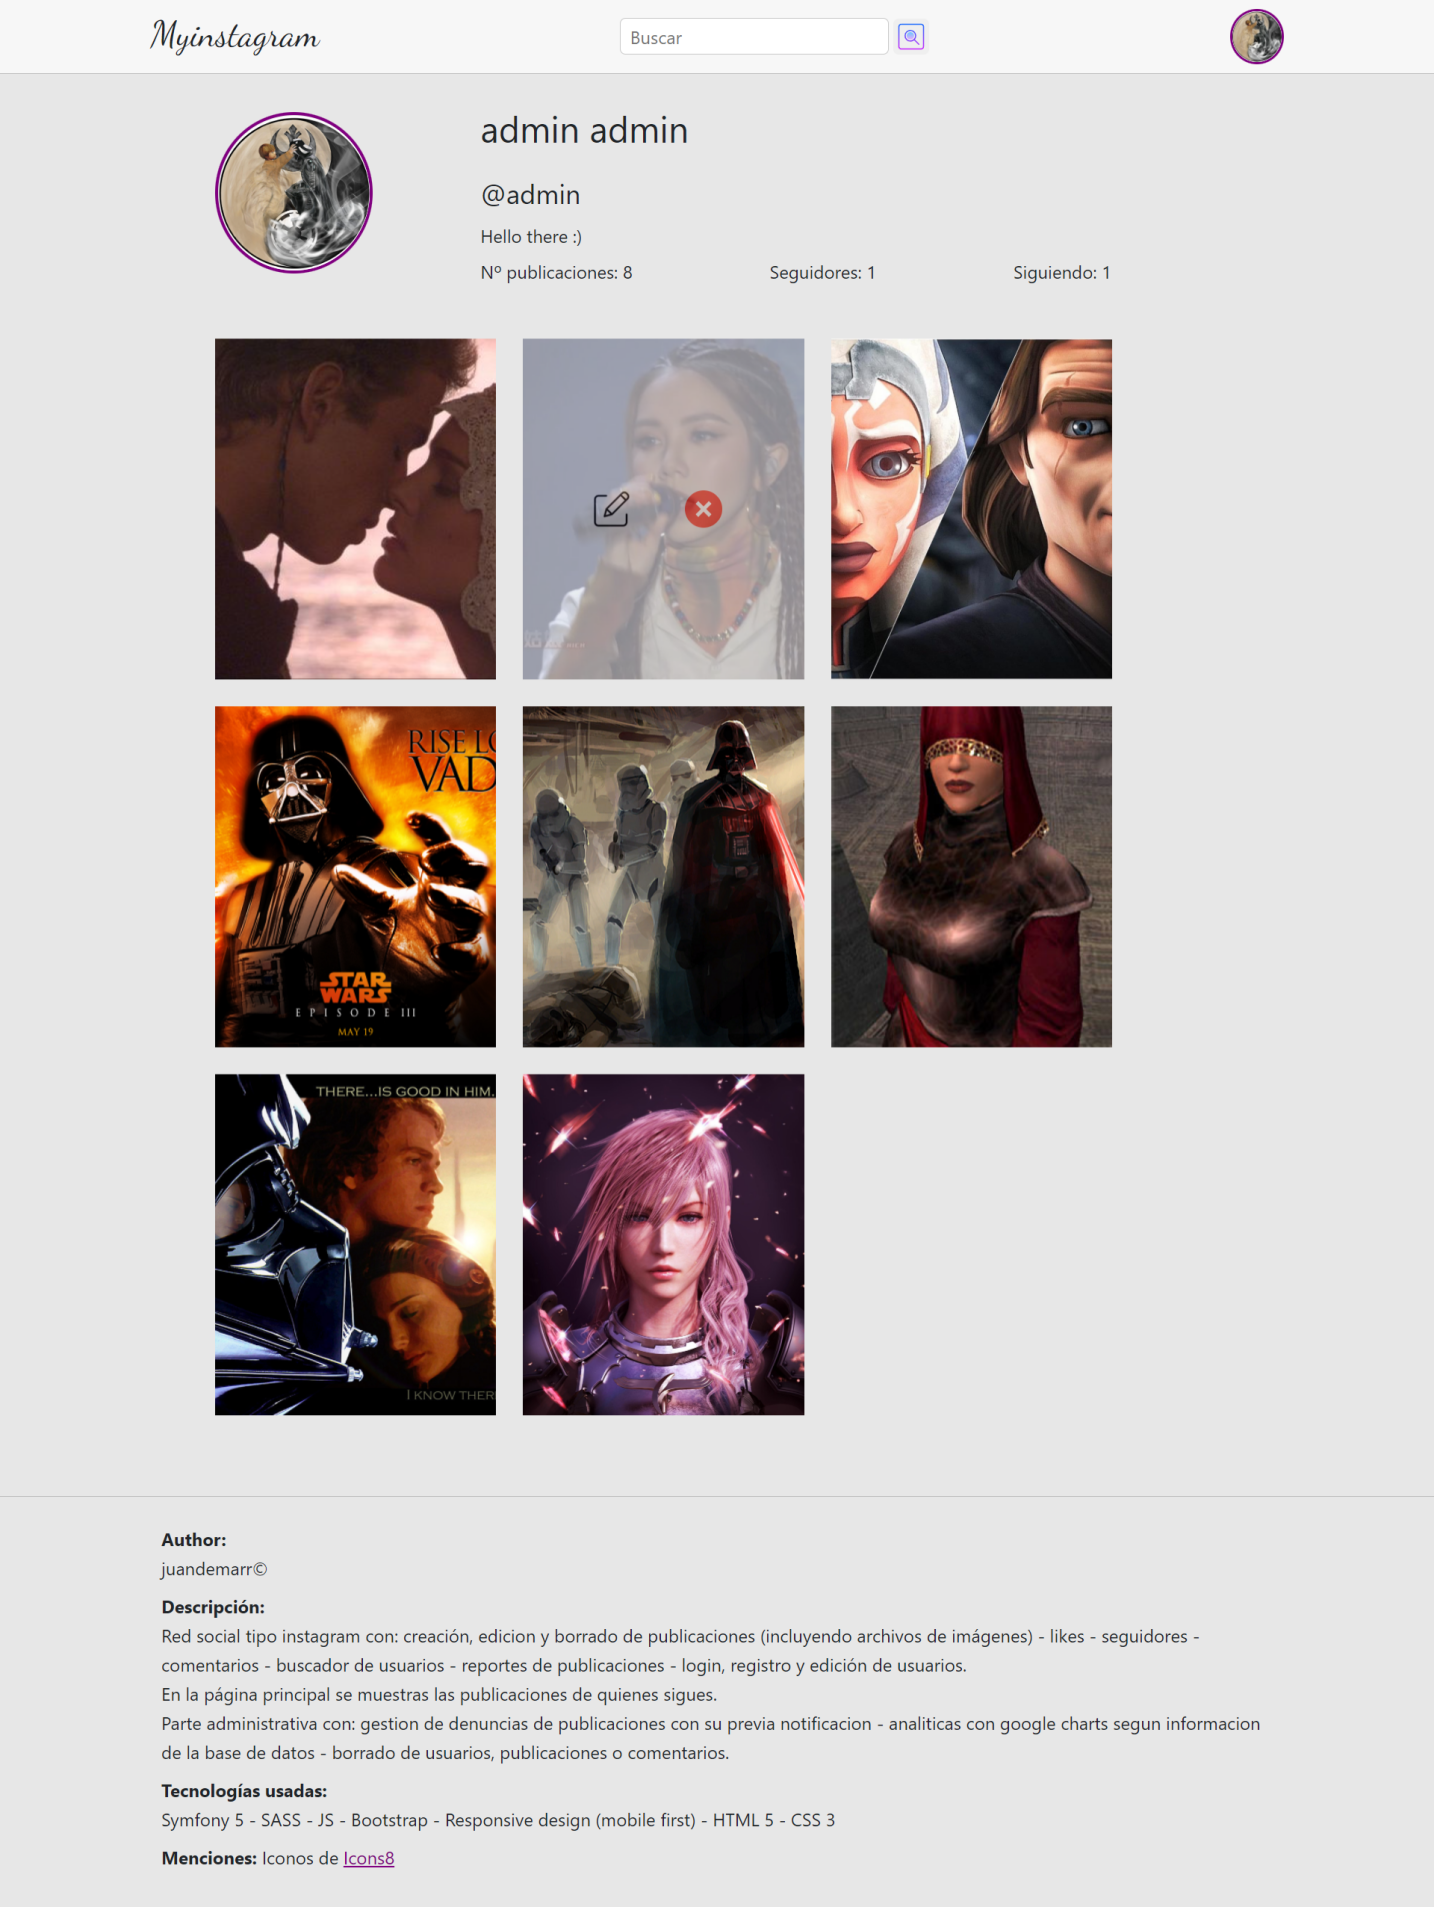 Myinstagram
Buscar
admin admin
@admin
Hello there :)
Nº publicaciones: 8 Seguidores: 1 Siguiendo: 1
RISE LO
VAD
STAR
WARS
EPISODE III
MAY 19
THERE...IS GOOD IN HIM.
I KNOW THER
Author:
juandemarr©
Descripción:
Red social tipo instagram con: creación, edicion y borrado de publicaciones (incluyendo archivos de imágenes) - likes - seguidores -
comentarios - buscador de usuarios - reportes de publicaciones - login, registro y edición de usuarios.
En la página principal se muestras las publicaciones de quienes sigues.
Parte administrativa con: gestion de denuncias de publicaciones con su previa notificacion - analiticas con google charts segun informacion
de la base de datos - borrado de usuarios, publicaciones o comentarios.
Tecnologías usadas:
Symfony 5 - SASS - JS - Bootstrap - Responsive design (mobile first) - HTML 5 - CSS 3
Menciones: Iconos de Icons8